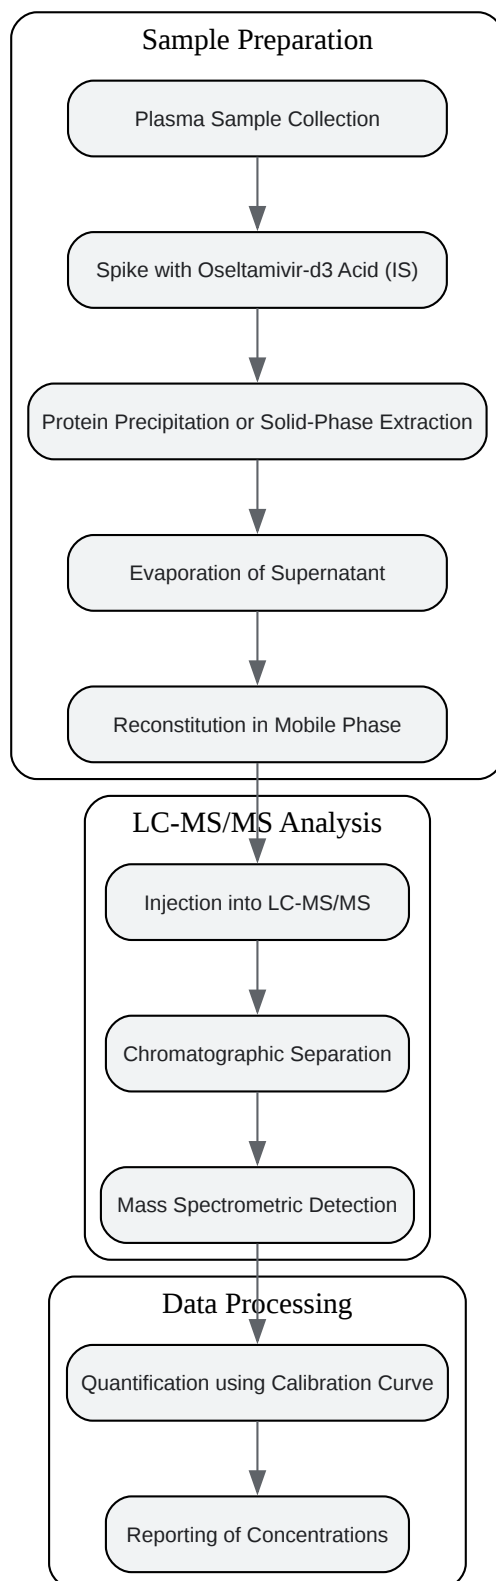 Sample Preparation
Plasma Sample Collection
Spike with Oseltamivir-d3 Acid (IS)
Protein Precipitation or Solid-Phase Extraction
Evaporation of Supernatant
Reconstitution in Mobile Phase
LC-MS/MS Analysis
Injection into LC-MS/MS
Chromatographic Separation
Mass Spectrometric Detection
Data Processing
Quantification using Calibration Curve
Reporting of Concentrations